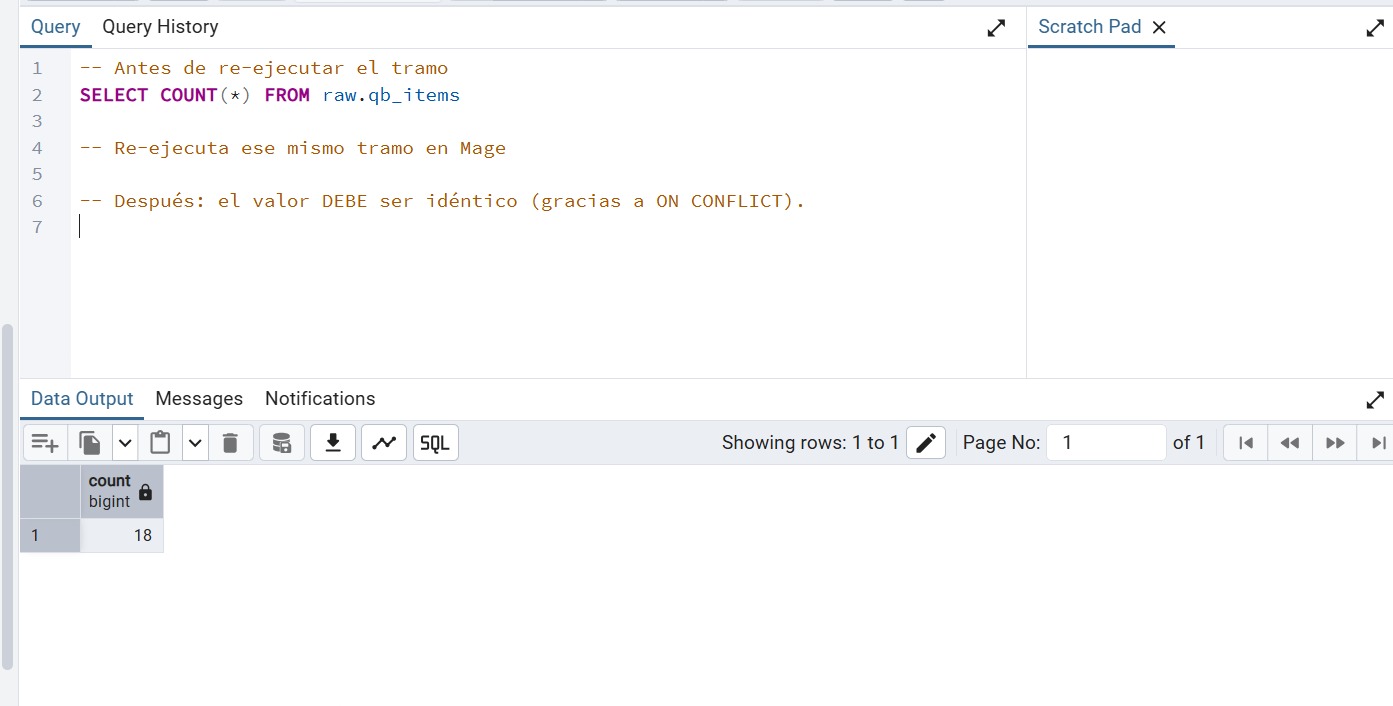 Query Query History Scratch Pad
1 -- Antes de re-ejecutar el tramo
2 SELECT COUNT(*) FROM raw.qb_items
3
4 -- Re-ejecuta ese mismo tramo en Mage
5
6 -- Después: el valor DEBE ser idéntico (gracias a ON CONFLICT).
7
Data Output Messages Notifications
SQL Showing rows: 1 to 1 Page No: 1 of 1
count
bigint
1 18